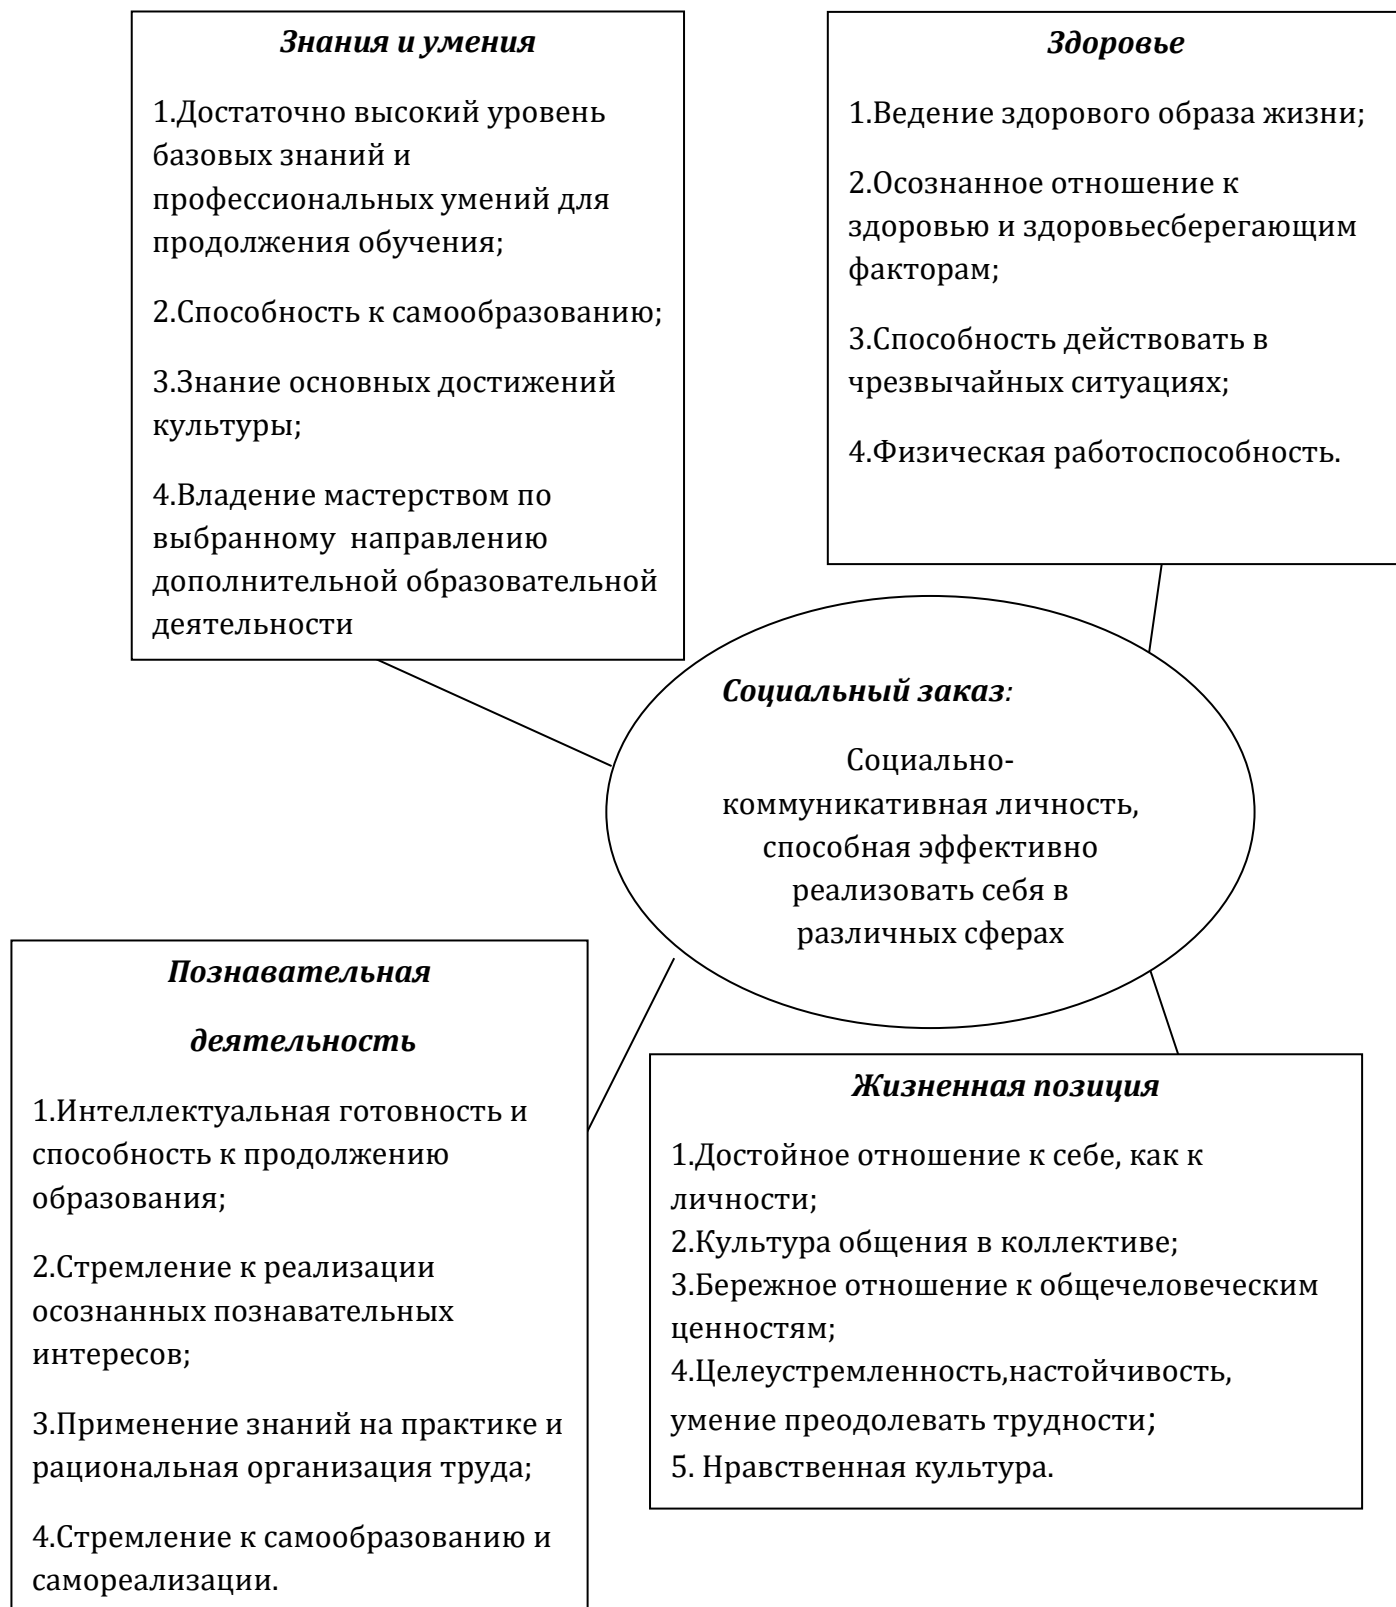 Знания и умения
1.Достаточно высокий уровень
базовых знаний и
профессиональных умений для
продолжения обучения;
2.Способность к самообразованию;
3.Знание основных достижений
культуры;
4.Владение мастерством по
выбранному направлению
дополнительной образовательной
деятельности
Здоровье
1.Ведение здорового образа жизни;
2.Осознанное отношение к
здоровью и здоровьесберегающим
факторам;
3.Способность действовать в
чрезвычайных ситуациях;
4.Физическая работоспособность.
Социальный заказ:
Социально-
коммуникативная личность,
способная эффективно
реализовать себя в
различных сферах
Познавательная
деятельность
1.Интеллектуальная готовность и
способность к продолжению
образования;
2.Стремление к реализации
осознанных познавательных
интересов;
3.Применение знаний на практике и
рациональная организация труда;
4.Стремление к самообразованию и
самореализации.
Жизненная позиция
1.Достойное отношение к себе, как к
личности;
2.Культура общения в коллективе;
3.Бережное отношение к общечеловеческим
ценностям;
4.Целеустремленность,настойчивость,
умение преодолевать трудности;
5. Нравственная культура.